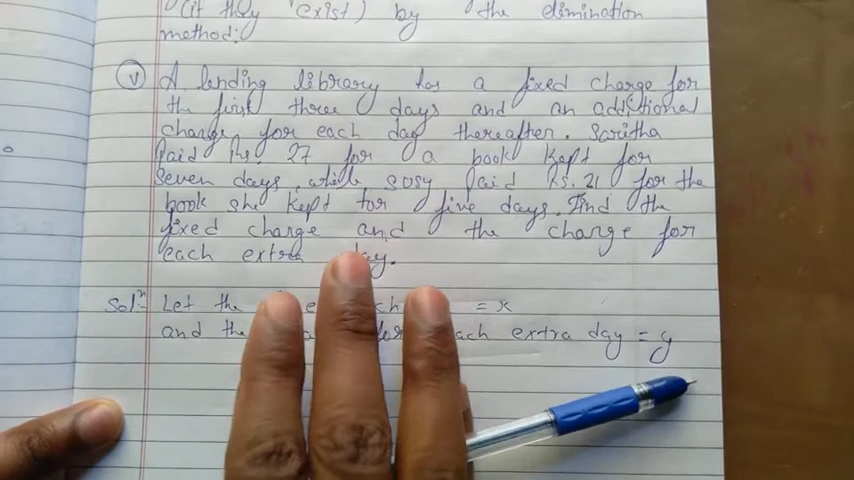 (if they exist) by the elimination
method:
(v) A lending library has a fixed charge for
the first three days and an additional
charge for each day thereafter. Saritha
Paid Rs. 27 for a book kept for
Seven days, while susy Paid Rs. 21 for the
book she kept for five days. Find the
fixed charge and the charge for
each extra day.
Solⁿ:- Let the = x
and the for each extra day = y